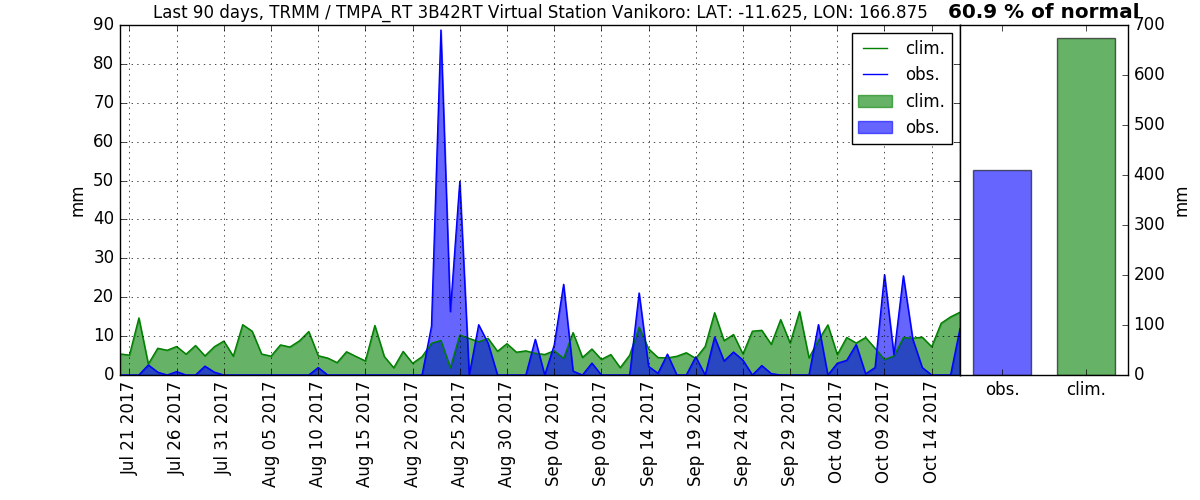 Last 90 days, TRMM / TMPA_RT 3B42RT Virtual Station Vanikoro: LAT: -11.625, LON: 166.875
60.9 % of normal
90
80
70
60
50
40
30
20
10
0
mm
clim.
obs.
clim.
obs.
Jul 21 2017
Jul 26 2017
Jul 31 2017
Aug 05 2017
Aug 10 2017
Aug 15 2017
Aug 20 2017
Aug 25 2017
Aug 30 2017
Sep 04 2017
Sep 09 2017
Sep 14 2017
Sep 19 2017
Sep 24 2017
Sep 29 2017
Oct 04 2017
Oct 09 2017
Oct 14 2017
obs.
clim.
700
600
500
400
300
200
100
0
mm